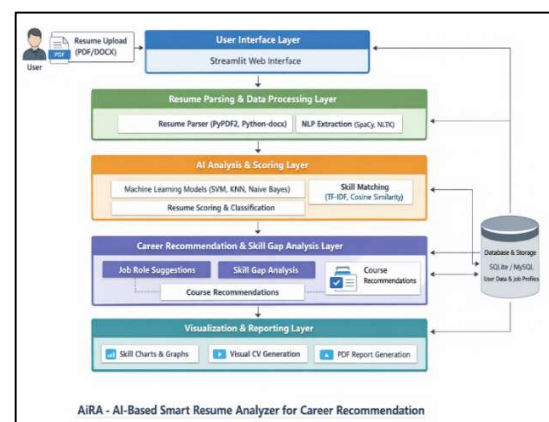 User
PDF
Resume Upload
(PDF/DOCX)
User Interface Layer
Streamlit Web Interface
Resume Parsing & Data Processing Layer
Resume Parser (PyPDF2, Python-docx)
NLP Extraction (SpaCy, NLTK)
AI Analysis & Scoring Layer
Machine Learning Models (SVM, KNN, Naive Bayes)
Resume Scoring & Classification
Skill Matching
(TF-IDF, Cosine Similarity)
Career Recommendation & Skill Gap Analysis Layer
Job Role Suggestions
Skill Gap Analysis
Course Recommendations
Course
Recommendations
Database & Storage
SQLite / MySQL
User Data & Job Profiles
Visualization & Reporting Layer
Skill Charts & Graphs
Visual CV Generation
PDF Report Generation
AiRA - AI-Based Smart Resume Analyzer for Career Recommendation